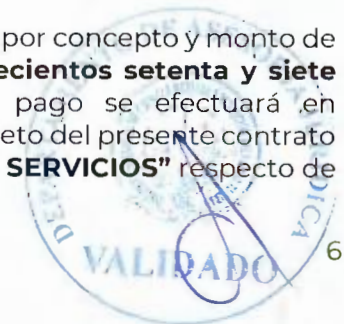 por concepto y monto de
ecientos setenta y siete
pago se efectuará en
eto del presente contrato
SERVICIOS" respecto de
VALIDADO
6